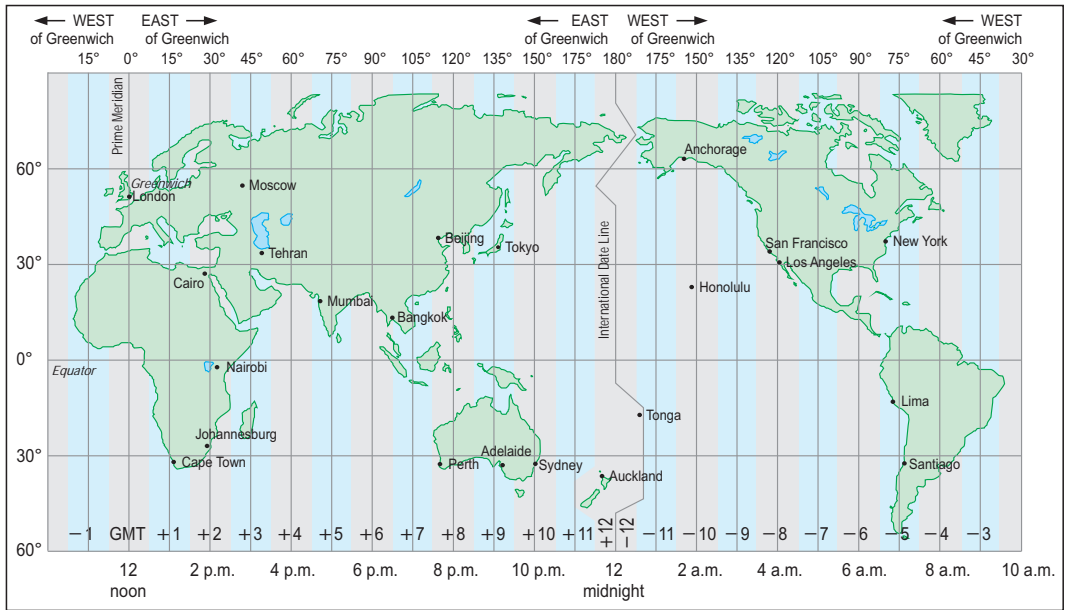 WEST EAST EAST WEST WEST
of Greenwich of Greenwich of Greenwich of Greenwich of Greenwich
15° 0° 15° 30° 45° 60° 75° 90° 105° 120° 135° 150° 175° 180° 175° 150° 135° 120° 105° 90° 75° 60° 45° 30°
Prime Meridian
Anchorage
60°
Greenwich
Moscow
London
International Date Line
Beijing
Tokyo
San Francisco
New York
Tehran
Los Angeles
30°
Cairo
Honolulu
Mumbai
Bangkok
0°
Equator
Nairobi
Lima
Tonga
Johannesburg
Adelaide
30°
Cape Town
Perth
Sydney
Santiago
Auckland
−1 GMT +1 +2 +3 +4 +5 +6 +7 +8 +9 +10 +11 +12 −12 −11 −10 −9 −8 −7 −6 −5 −4 −3
60°
12 2 p.m. 4 p.m. 6 p.m. 8 p.m. 10 p.m. 12 2 a.m. 4 a.m. 6 a.m. 8 a.m. 10 a.m.
noon midnight